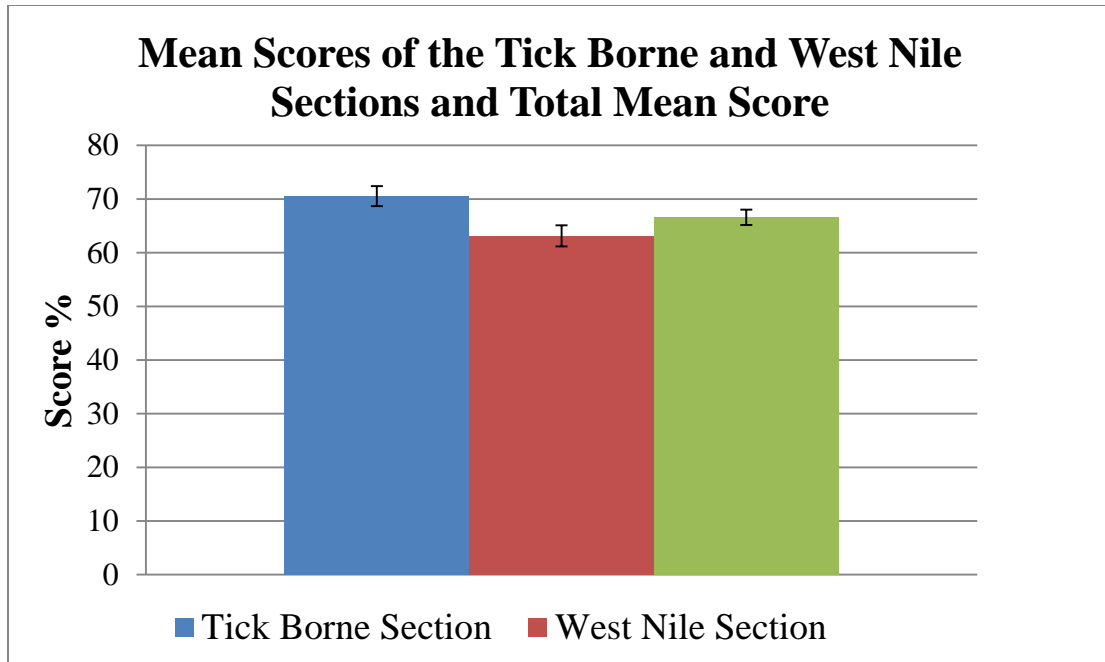 Mean Scores of the Tick Borne and West Nile
Sections and Total Mean Score
80
70
60
50
40
30
20
10
0
Score %
Tick Borne Section
West Nile Section